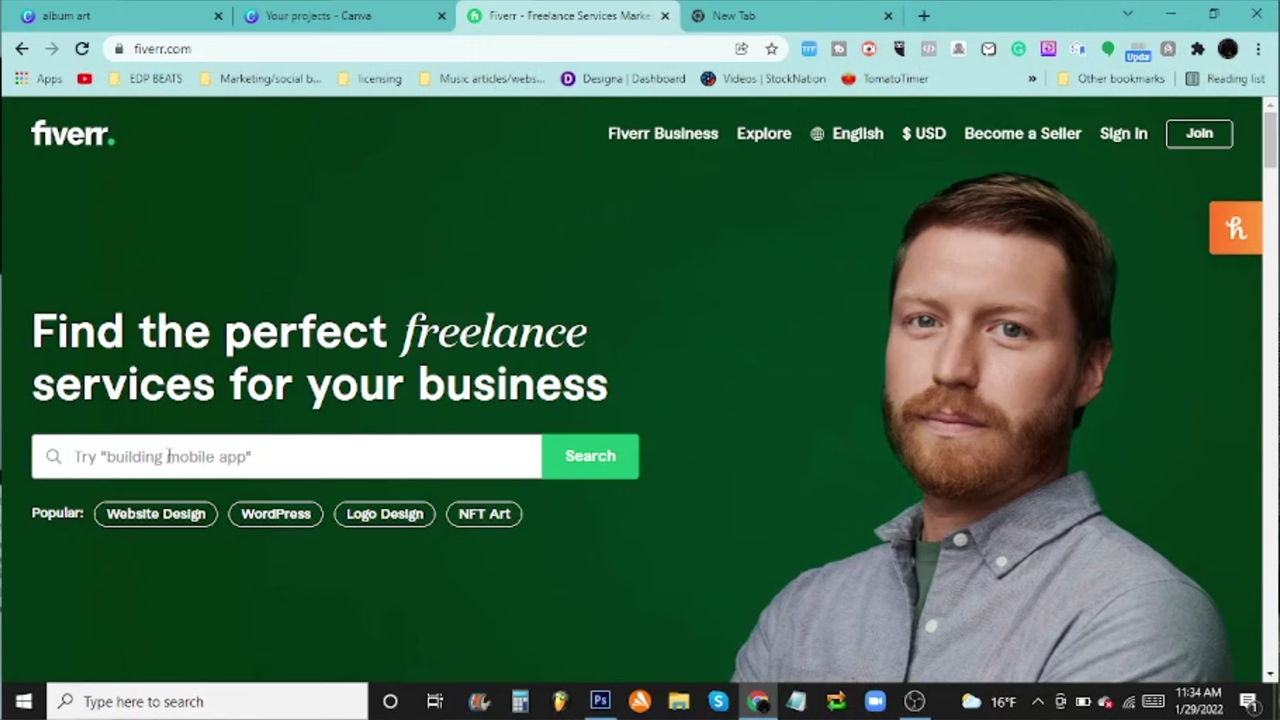 album art
Your projects - Canva
Fiverr - Freelance Services Marke
New Tab
fiverr.com
Upda
Apps
EDP BEATS
Marketing/social b...
licensing
Music articles/webs...
Designa | Dashboard
Videos | StockNation
TomatoTimer
»
Other bookmarks
Reading list
fiverr.
Fiverr Business
Explore
English
$ USD
Become a Seller
Sign In
Join
h
Find the perfect freelance
services for your business
Try "building mobile app"
Search
Popular:
Website Design
WordPress
Logo Design
NFT Art
Type here to search
Ps
16°F
11:34 AM
1/29/2022
1